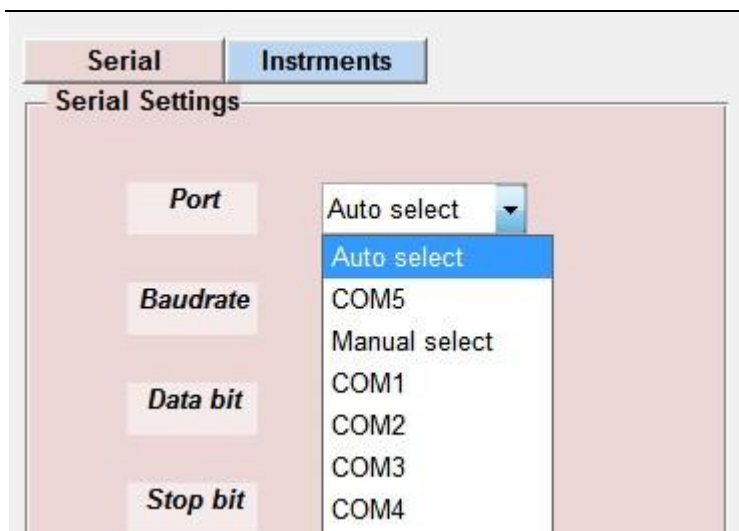 Serial Instrments
Serial Settings
Port Auto select
Auto select
Baudrate COM5
Manual select
Data bit COM1
COM2
COM3
Stop bit COM4